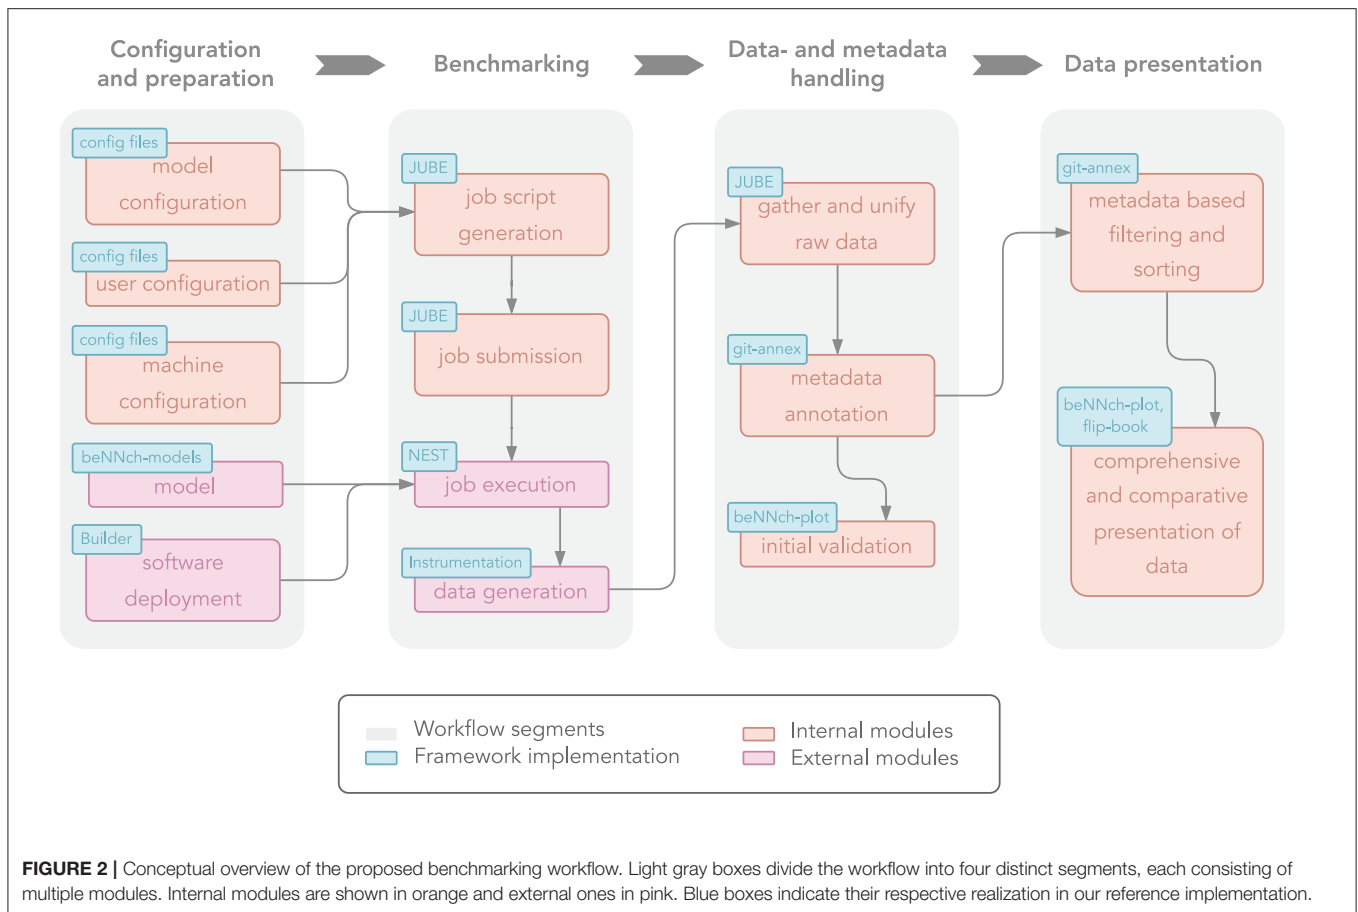 Configuration
and preparation
Benchmarking
Data- and metadata
handling
Data presentation
config files
model
configuration
config files
user configuration
config files
machine
configuration
beNNch-models
model
Builder
software
deployment
JUBE
job script
generation
JUBE
job submission
NEST
job execution
Instrumentation
data generation
JUBE
gather and unify
raw data
git-annex
metadata
annotation
beNNch-plot
initial validation
git-annex
metadata based
filtering and
sorting
beNNch-plot,
flip-book
comprehensive
and comparative
presentation of
data
Workflow segments
Framework implementation
Internal modules
External modules
FIGURE 2 | Conceptual overview of the proposed benchmarking workflow. Light gray boxes divide the workflow into four distinct segments, each consisting of
multiple modules. Internal modules are shown in orange and external ones in pink. Blue boxes indicate their respective realization in our reference implementation.